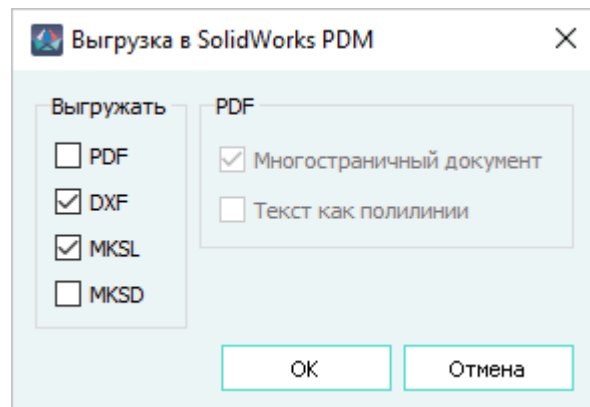 Выгрузка в SolidWorks PDM
Выгружать
PDF
DXF
MKSL
MKSD
PDF
Многостраничный документ
Текст как полилинии
OK
Отмена